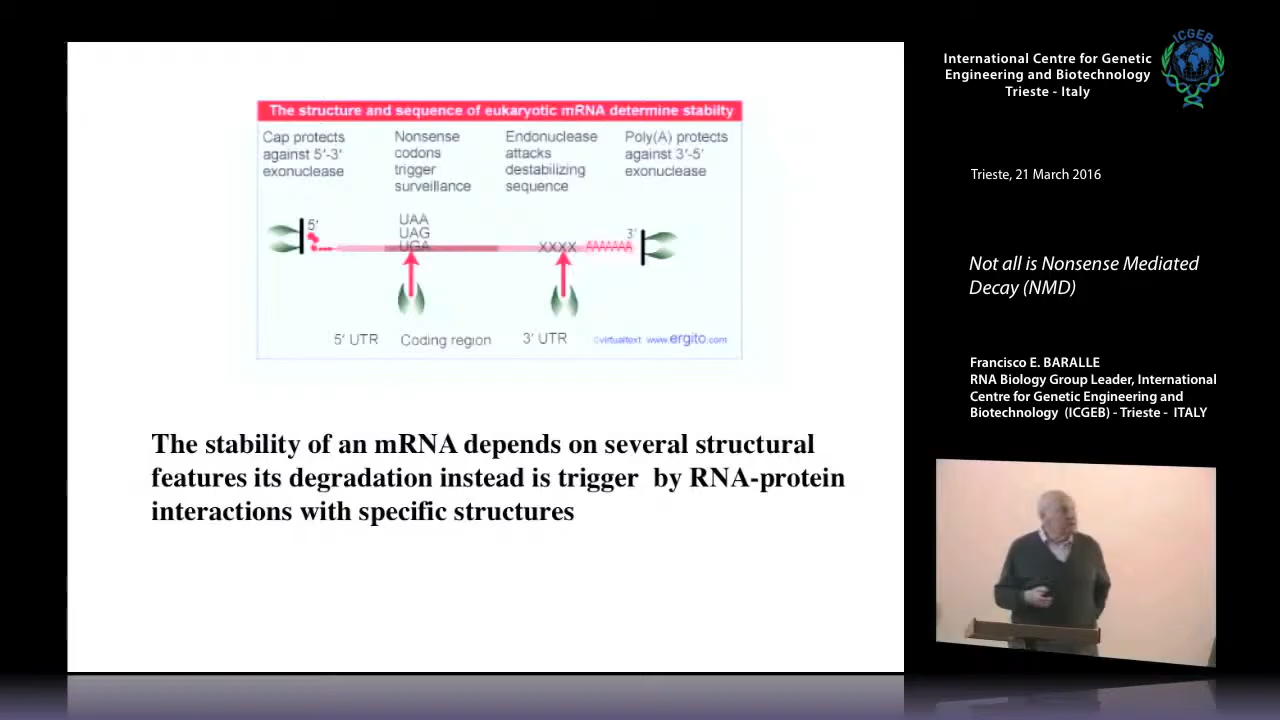 The structure and sequence of eukaryotic mRNA determine stabilty
Cap protects
against 5'-3'
exonuclease
Nonsense
codons
trigger
surveillance
Endonuclease
attacks
destabilizing
sequence
Poly(A) protects
against 3'-5'
exonuclease
5'
UAA
UAG
UGA
XXXX
AAAAAAA
3'
5' UTR
Coding region
3' UTR
©virtualtext www.ergito.com
The stability of an mRNA depends on several structural
features its degradation instead is trigger by RNA-protein
interactions with specific structures
International Centre for Genetic
Engineering and Biotechnology
Trieste - Italy
ICGEB
Trieste, 21 March 2016
Not all is Nonsense Mediated
Decay (NMD)
Francisco E. BARALLE
RNA Biology Group Leader, International
Centre for Genetic Engineering and
Biotechnology (ICGEB) - Trieste - ITALY